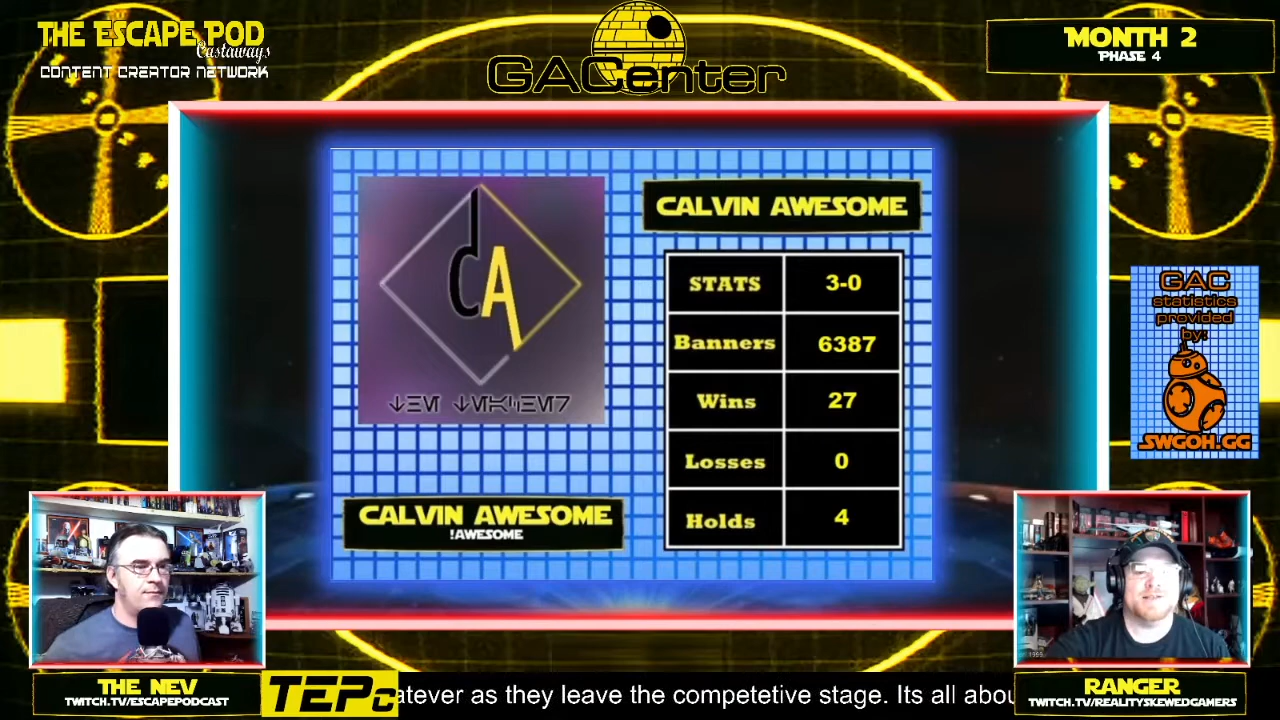 THE ESCAPE POD
Castaways
CONTENT CREATOR NETWORK
GACenter
MONTH 2
PHASE 4
CA
CALVIN AWESOME
!AWESOME
CALVIN AWESOME
STATS 3-0
Banners 6387
Wins 27
Losses 0
Holds 4
GAC
statistics
provided
by:
SWGOH.GG
THE NEV
TWITCH.TV/ESCAPEPODCAST
TEPc
atever as they leave the competetive stage. Its all abou
RANGER
TWITCH.TV/REALITYSKEWEDGAMERS